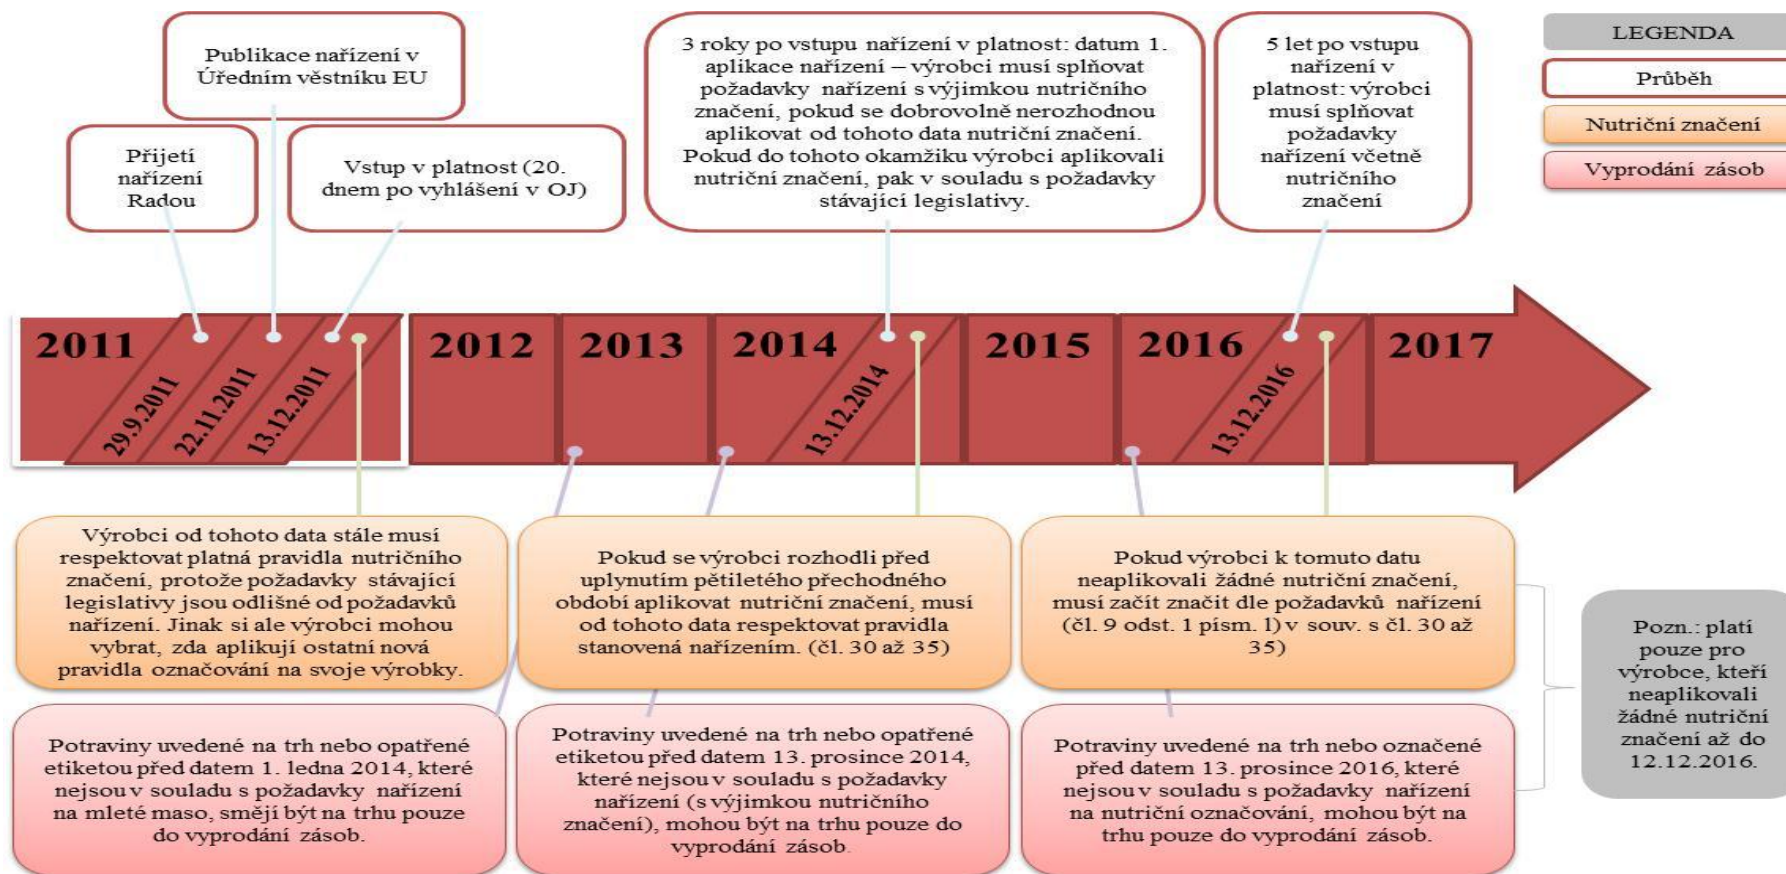 Publikace nařízení v
Úředním věstníku EU
Přijetí
nařízení
Radou
Vstup v platnost (20.
dnem po vyhlášení v OJ)
3 roky po vstupu nařízení v platnost: datum 1.
aplikace nařízení – výrobci musí splňovat
požadavky nařízení s výjimkou nutričního
značení, pokud se dobrovolně nerozhodnou
aplikovat od tohoto data nutriční značení.
Pokud do tohoto okamžiku výrobci aplikovali
nutriční značení, pak v souladu s požadavky
stávající legislativy.
5 let po vstupu
nařízení v
platnost: výrobci
musí splňovat
požadavky
nařízení včetně
nutričního
značení
LEGENDA
Průběh
Nutriční značení
Vyprodání zásob
2011
29.9.2011
22.11.2011
13.12.2011
2012
2013
2014
13.12.2014
2015
2016
13.12.2016
2017
Výrobci od tohoto data stále musí
respektovat platná pravidla nutričního
značení, protože požadavky stávající
legislativy jsou odlišné od požadavků
nařízení. Jinak si ale výrobci mohou
vybrat, zda aplikují ostatní nová
pravidla označování na svoje výrobky.
Pokud se výrobci rozhodli před
uplynutím pětiletého přechodného
období aplikovat nutriční značení, musí
od tohoto data respektovat pravidla
stanovená nařízením. (čl. 30 až 35)
Pokud výrobci k tomuto datu
neaplikovali žádné nutriční značení,
musí začít značit dle požadavků nařízení
(čl. 9 odst. 1 písm. l) v souv. s čl. 30 až
35)
Potraviny uvedené na trh nebo opatřené
etiketou před datem 1. ledna 2014, které
nejsou v souladu s požadavky nařízení
na mleté maso, smějí být na trhu pouze
do vyprodání zásob.
Potraviny uvedené na trh nebo opatřené
etiketou před datem 13. prosince 2014,
které nejsou v souladu s požadavky
nařízení (s výjimkou nutričního
značení), mohou být na trhu pouze do
vyprodání zásob.
Potraviny uvedené na trh nebo označené
před datem 13. prosince 2016, které
nejsou v souladu s požadavky nařízení
na nutriční označování, mohou být na
trhu pouze do vyprodání zásob.
Pozn.: platí
pouze pro
výrobce, kteří
neaplikovali
žádné nutriční
značení až do
12.12.2016.